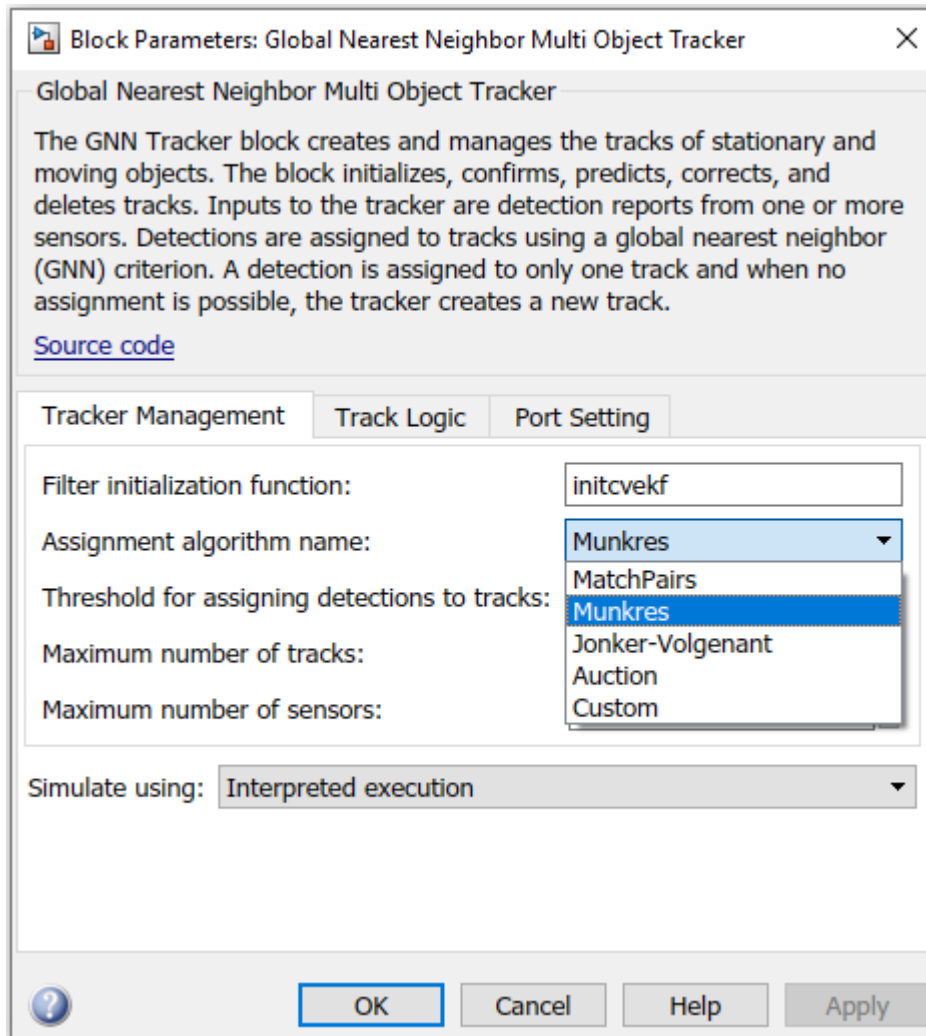 Block Parameters: Global Nearest Neighbor Multi Object Tracker
Global Nearest Neighbor Multi Object Tracker
The GNN Tracker block creates and manages the tracks of stationary and
moving objects. The block initializes, confirms, predicts, corrects, and
deletes tracks. Inputs to the tracker are detection reports from one or more
sensors. Detections are assigned to tracks using a global nearest neighbor
(GNN) criterion. A detection is assigned to only one track and when no
assignment is possible, the tracker creates a new track.
Source code
Tracker Management Track Logic Port Setting
Filter initialization function: initcvekf
Assignment algorithm name: Munkres
MatchPairs
Threshold for assigning detections to tracks: Munkres
Jonker-Volgenant
Maximum number of tracks:
Auction
Maximum number of sensors: Custom
Simulate using: Interpreted execution
OK Cancel Help Apply